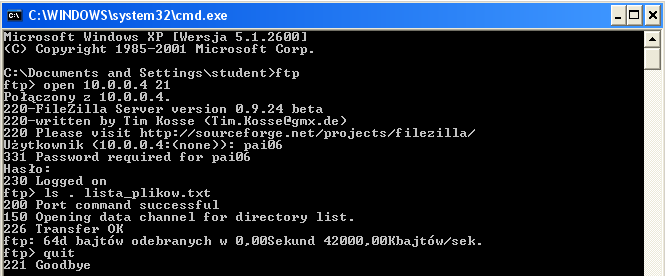 C:\WINDOWS\system32\cmd.exe
Microsoft Windows XP [Wersja 5.1.2600]
(C) Copyright 1985-2001 Microsoft Corp.
C:\Documents and Settings\student>ftp
ftp> open 10.0.0.4 21
Połączony z 10.0.0.4.
220-FileZilla Server version 0.9.24 beta
220-written by Tim Kosse (Tim.Kosse@gmx.de)
220 Please visit http://sourceforge.net/projects/filezilla/
Użytkownik (10.0.0.4:(none)): pai06
331 Password required for pai06
Hasło:
230 Logged on
ftp> ls . lista_plikow.txt
200 Port command successful
150 Opening data channel for directory list.
226 Transfer OK
ftp: 64d bajtów odebranych w 0,00Sekund 42000,00Kbajtów/sek.
ftp> quit
221 Goodbye